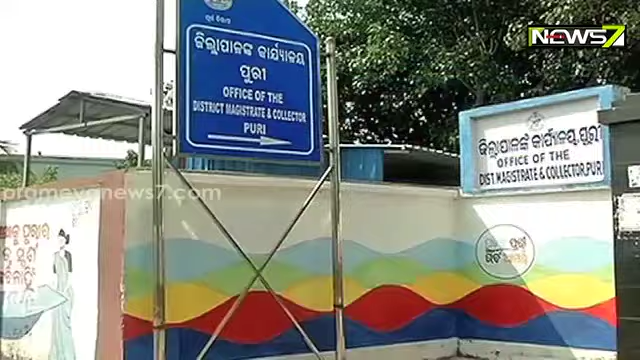 NEWS7
ଜିଲ୍ଲାପାଳଙ୍କ କାର୍ଯ୍ୟାଳୟ
ପୁରୀ
OFFICE OF THE
DISTRICT MAGISTRATE & COLLECTOR
PURI
ଜିଲ୍ଲାପାଳଙ୍କ କାର୍ଯ୍ୟାଳୟ, ପୁରୀ
OFFICE OF THE
DIST. MAGISTRATE & COLLECTOR, PURI
prameyanews7.com